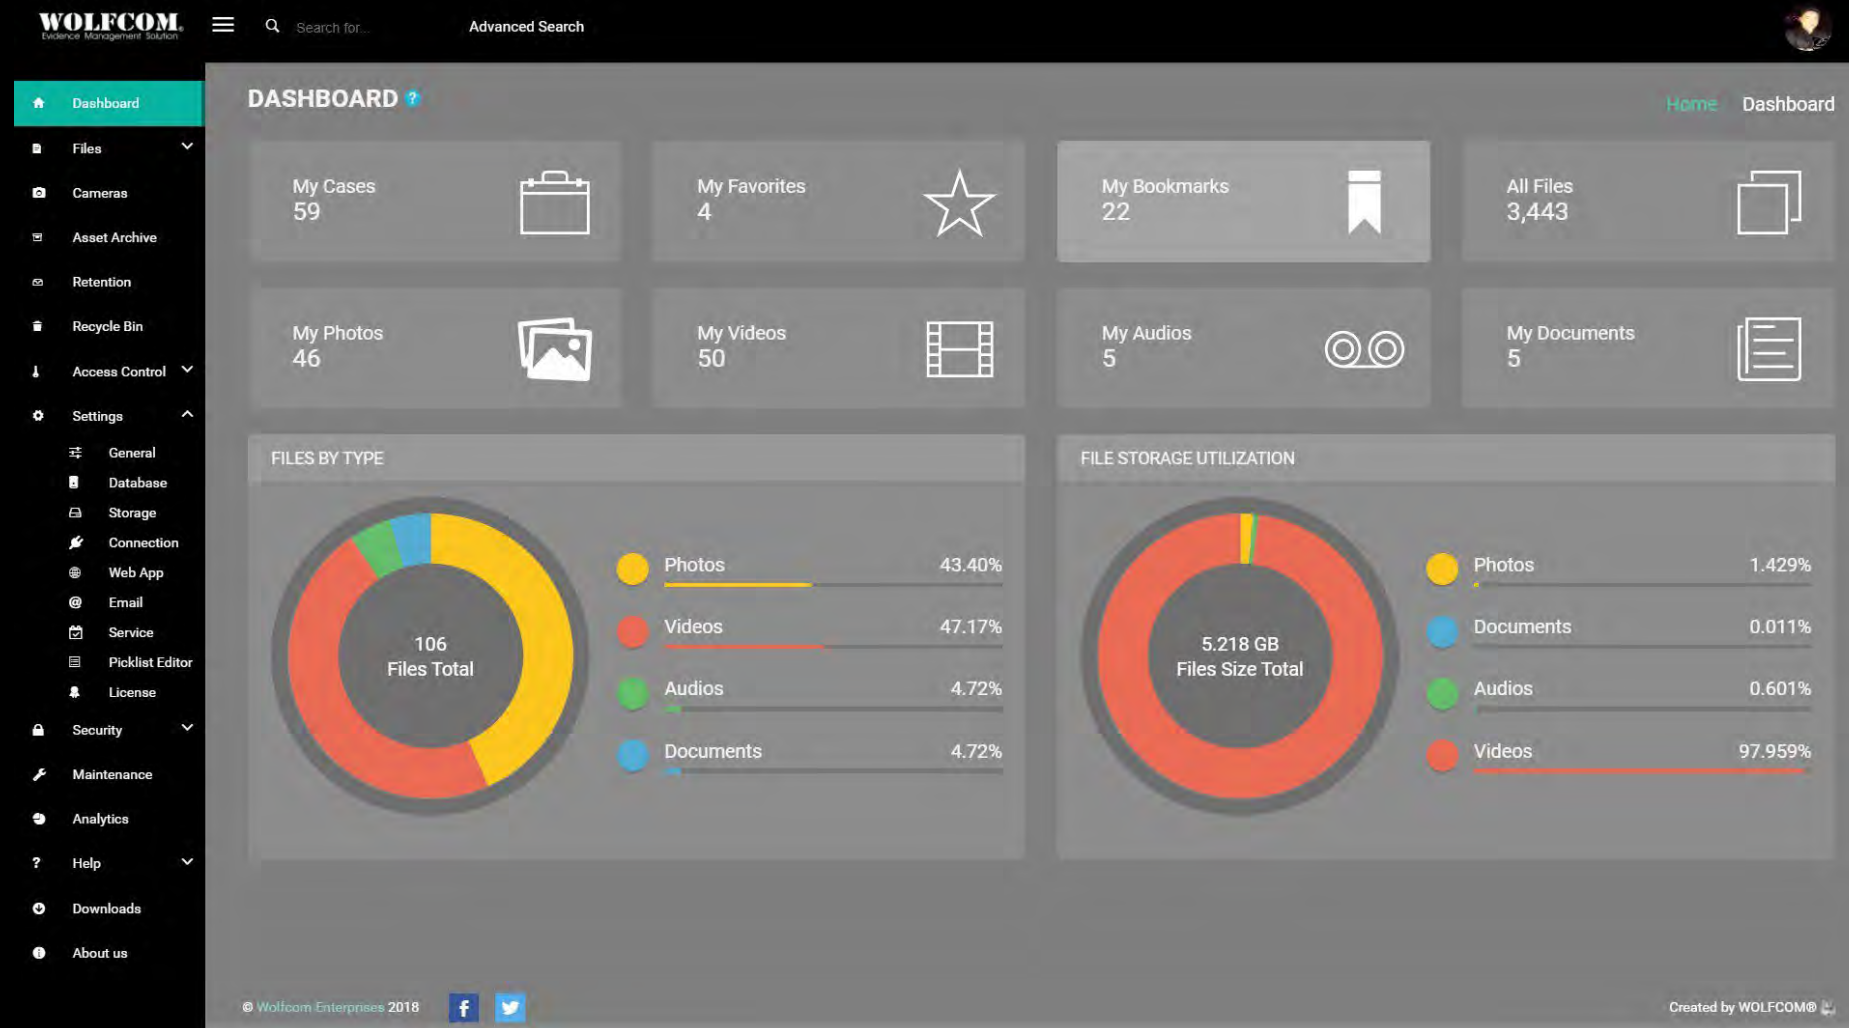 WOLFCOM®
Evidence Management Solution
Search for...
Advanced Search
Dashboard
Files
Cameras
Asset Archive
Retention
Recycle Bin
Access Control
Settings
General
Database
Storage
Connection
Web App
Email
Service
Picklist Editor
License
Security
Maintenance
Analytics
Help
Downloads
About us
DASHBOARD ?
Home Dashboard
My Cases
59
My Favorites
4
My Bookmarks
22
All Files
3,443
My Photos
46
My Videos
50
My Audios
5
My Documents
5
FILES BY TYPE
106
Files Total
Photos 43.40%
Videos 47.17%
Audios 4.72%
Documents 4.72%
FILE STORAGE UTILIZATION
5.218 GB
Files Size Total
Photos 1.429%
Documents 0.011%
Audios 0.601%
Videos 97.959%
© Wolfcom Enterprises 2018
Created by WOLFCOM®